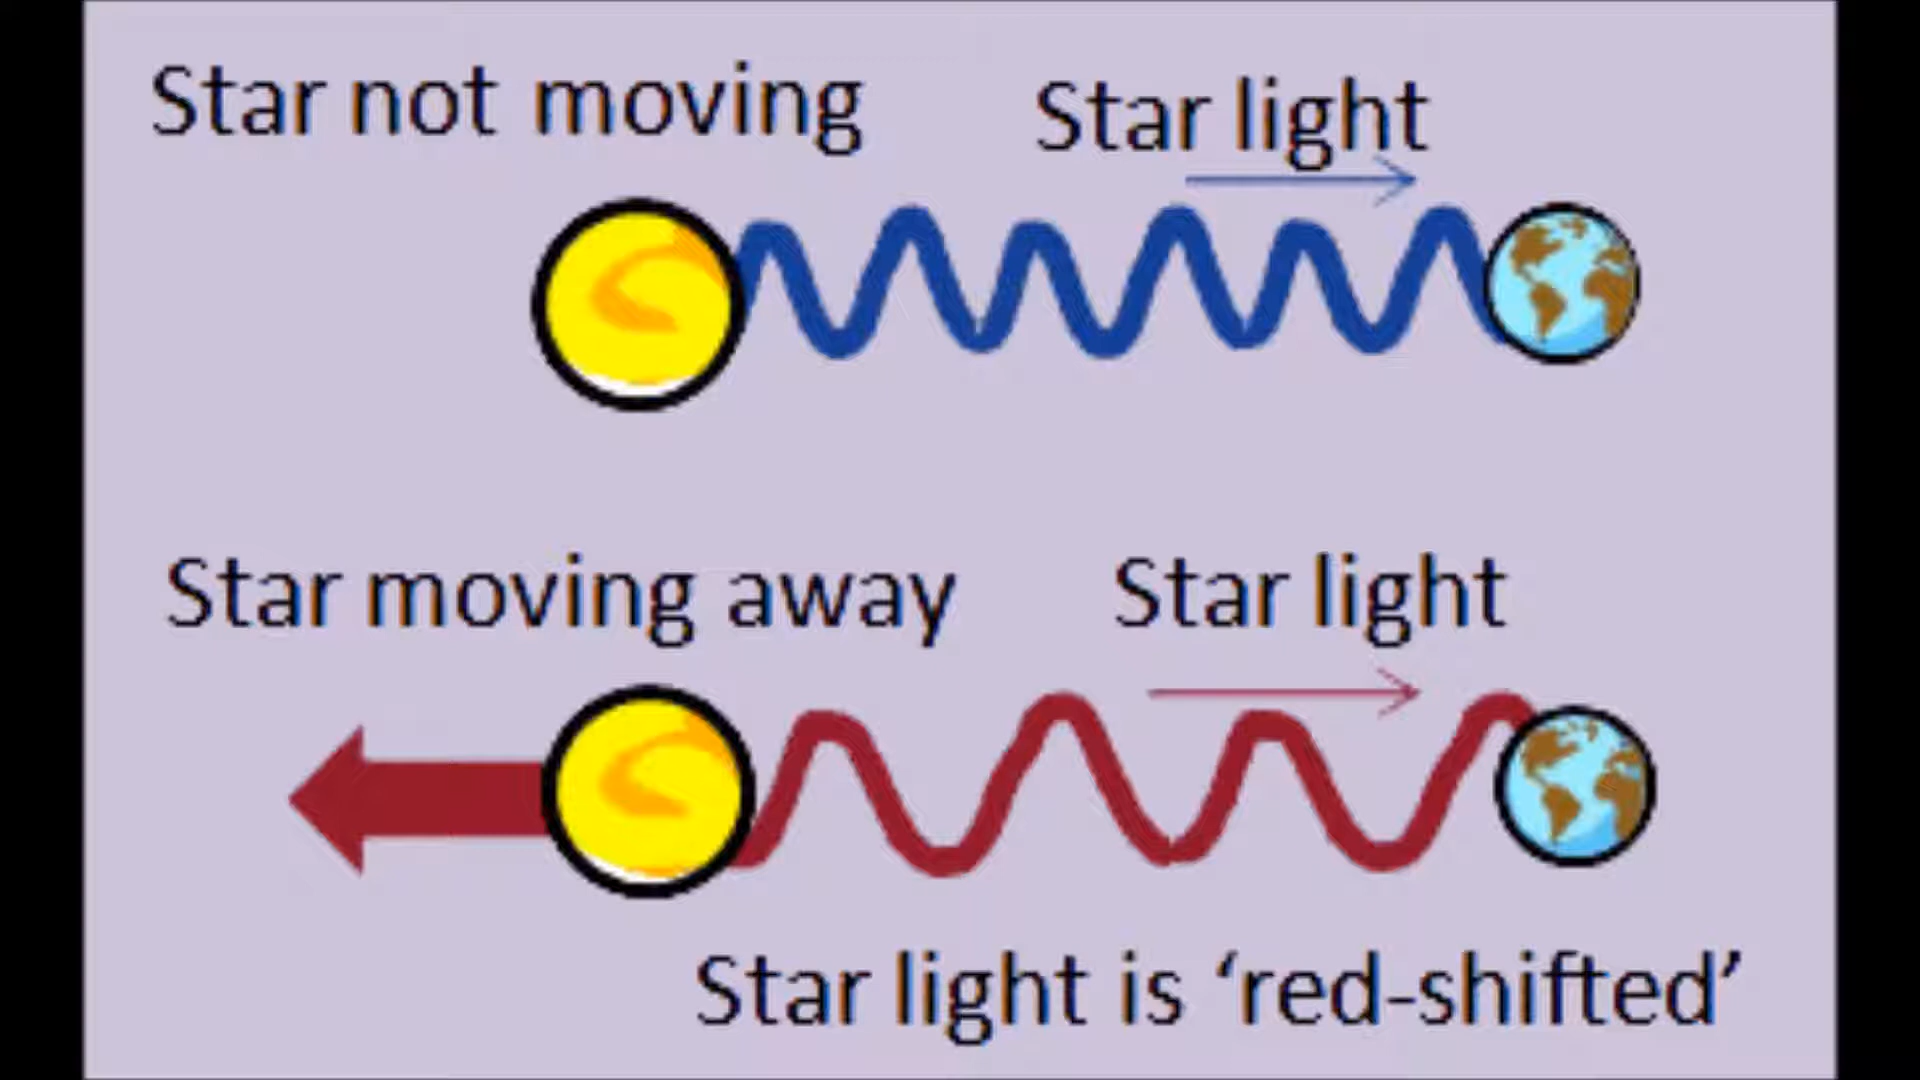 Star not moving
Star light
Star moving away
Star light
Star light is ‘red-shifted’